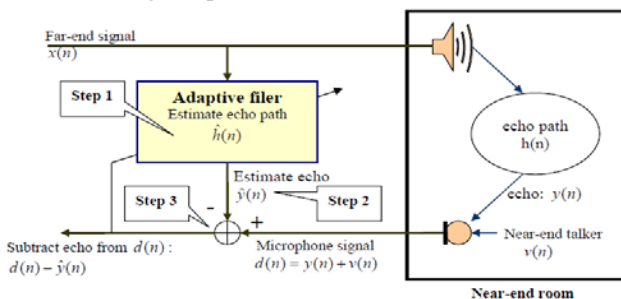 Far-end signal
x(n)
Step 1
Adaptive filer
Estimate echo path
ĥ(n)
echo path
h(n)
Estimate echo
ŷ(n)
Step 2
Step 3
-
+
echo: y(n)
Near-end talker
v(n)
Microphone signal
d(n) = y(n) + v(n)
Subtract echo from d(n) :
d(n) − ŷ(n)
Near-end room